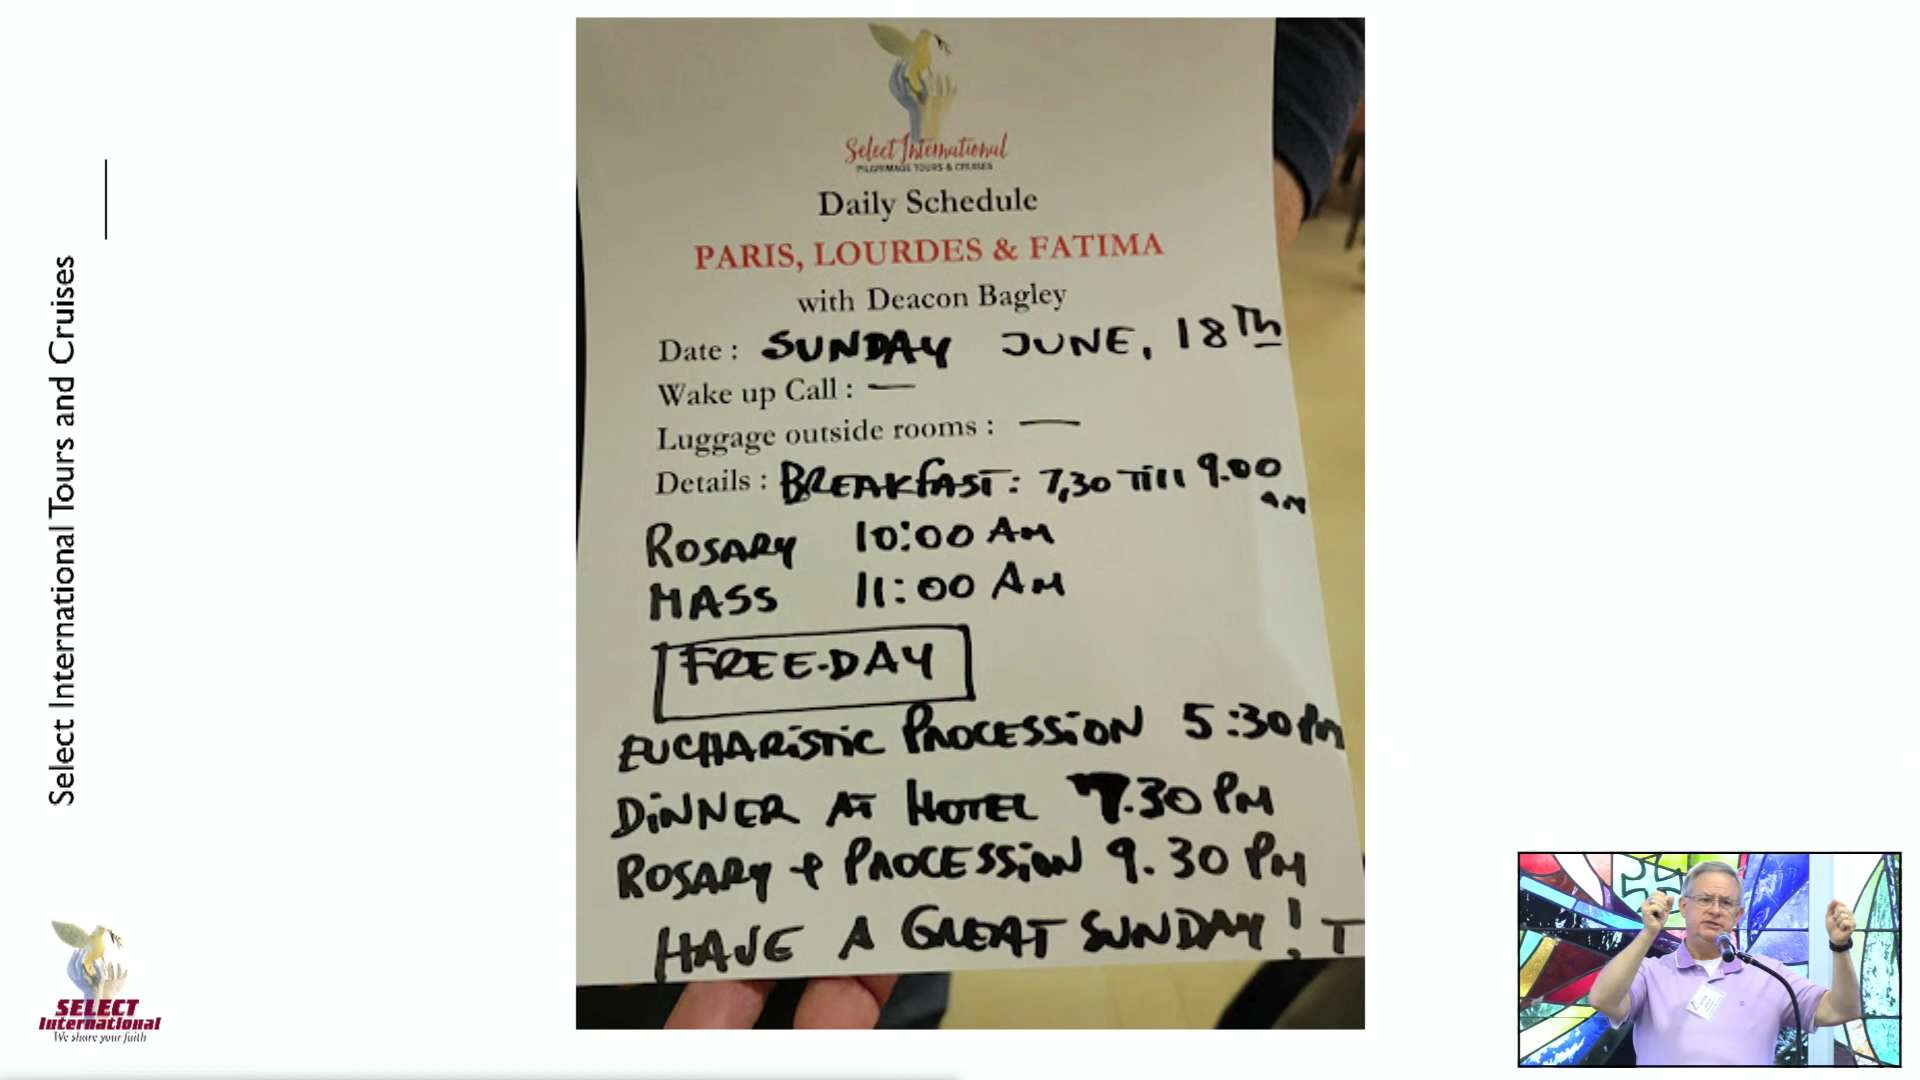 Select International Tours and Cruises
Select International
PILGRIMAGE TOURS & CRUISES
Daily Schedule
PARIS, LOURDES & FATIMA
with Deacon Bagley
Date : SUNDAY JUNE, 18Th
Wake up Call : —
Luggage outside rooms : —
Details : BREAKfAST: 7,30 Till 9.00
AM
ROSARY 10:00 AM
MASS 11:00 AM
FREE-DAY
EUCHARiSTiC PROCESSiON 5:30 PM
DiNNER AT HOTEL 7.30 PM
ROSARY + PROCESSiON 9.30 PM
HAVE A GREAT SUNDAY! T
SELECT
International
We share your faith